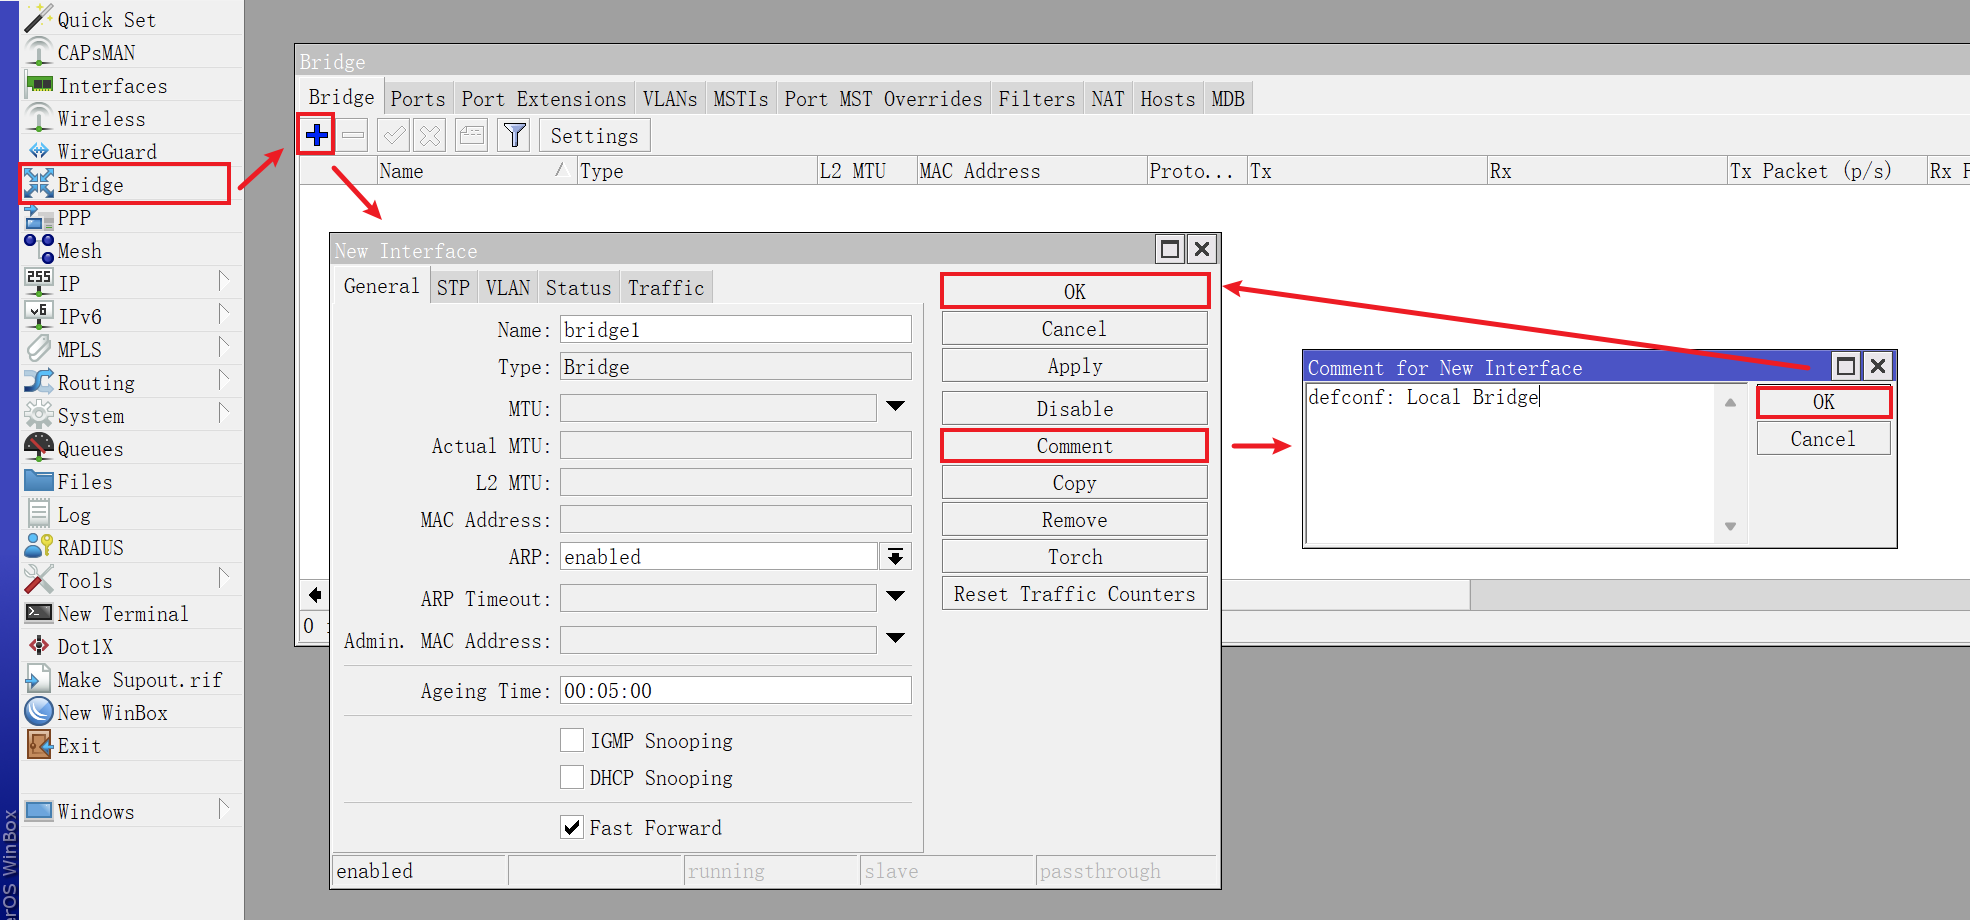 Quick Set
CAPsMAN
Interfaces
Wireless
WireGuard
Bridge
PPP
Mesh
255
IP
v6
IPv6
MPLS
Routing
System
Queues
Files
Log
RADIUS
Tools
New Terminal
Dot1X
Make Supout.rif
New WinBox
Exit
Windows
erOS WinBox
Bridge
Bridge Ports Port Extensions VLANs MSTIs Port MST Overrides Filters NAT Hosts MDB
Settings
Name Type L2 MTU MAC Address Proto... Tx Rx Tx Packet (p/s) Rx
0
New Interface
General STP VLAN Status Traffic
Name: bridge1
Type: Bridge
MTU:
Actual MTU:
L2 MTU:
MAC Address:
ARP: enabled
ARP Timeout:
Admin. MAC Address:
Ageing Time: 00:05:00
IGMP Snooping
DHCP Snooping
Fast Forward
enabled running slave passthrough
OK
Cancel
Apply
Disable
Comment
Copy
Remove
Torch
Reset Traffic Counters
Comment for New Interface
defconf: Local Bridge
OK
Cancel